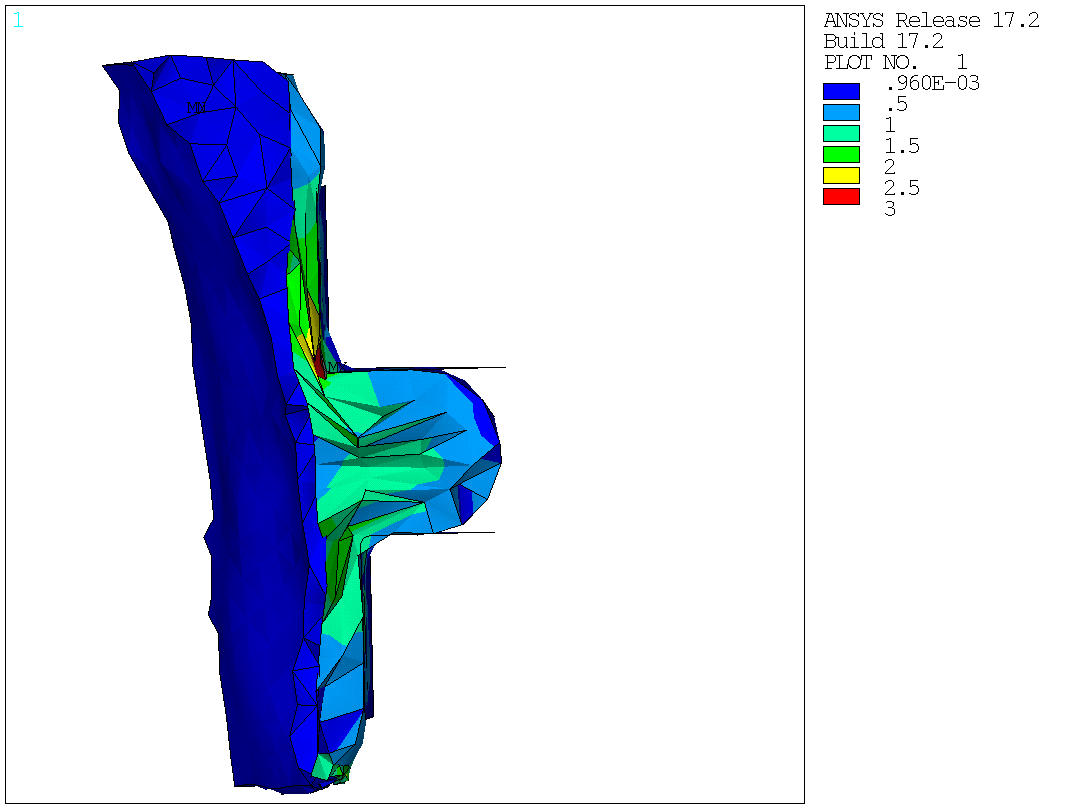 1
ANSYS Release 17.2
Build 17.2
PLOT NO. 1
.960E-03
.5
1
1.5
2
2.5
3
MN